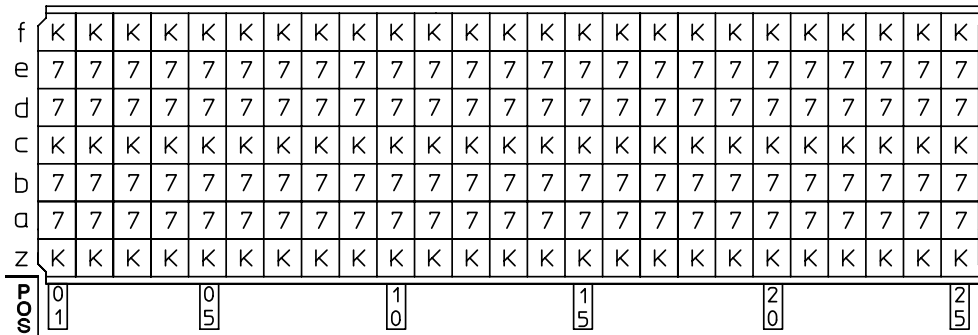 f K K K K K K K K K K K K K K K K K K K K K K K K K
e 7 7 7 7 7 7 7 7 7 7 7 7 7 7 7 7 7 7 7 7 7 7 7 7 7
d 7 7 7 7 7 7 7 7 7 7 7 7 7 7 7 7 7 7 7 7 7 7 7 7 7
c K K K K K K K K K K K K K K K K K K K K K K K K K
b 7 7 7 7 7 7 7 7 7 7 7 7 7 7 7 7 7 7 7 7 7 7 7 7 7
a 7 7 7 7 7 7 7 7 7 7 7 7 7 7 7 7 7 7 7 7 7 7 7 7 7
z K K K K K K K K K K K K K K K K K K K K K K K K K
POS 01 05 10 15 20 25